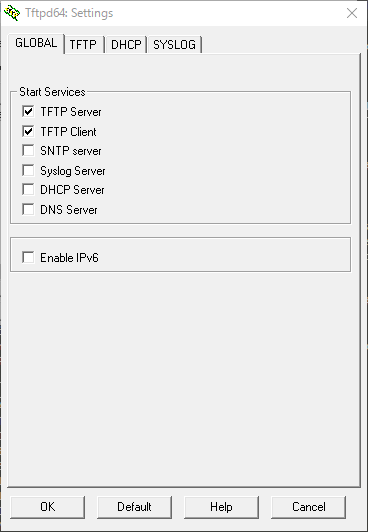 Tftpd64: Settings
GLOBAL TFTP DHCP SYSLOG
Start Services
TFTP Server
TFTP Client
SNTP server
Syslog Server
DHCP Server
DNS Server
Enable IPv6
OK Default Help Cancel